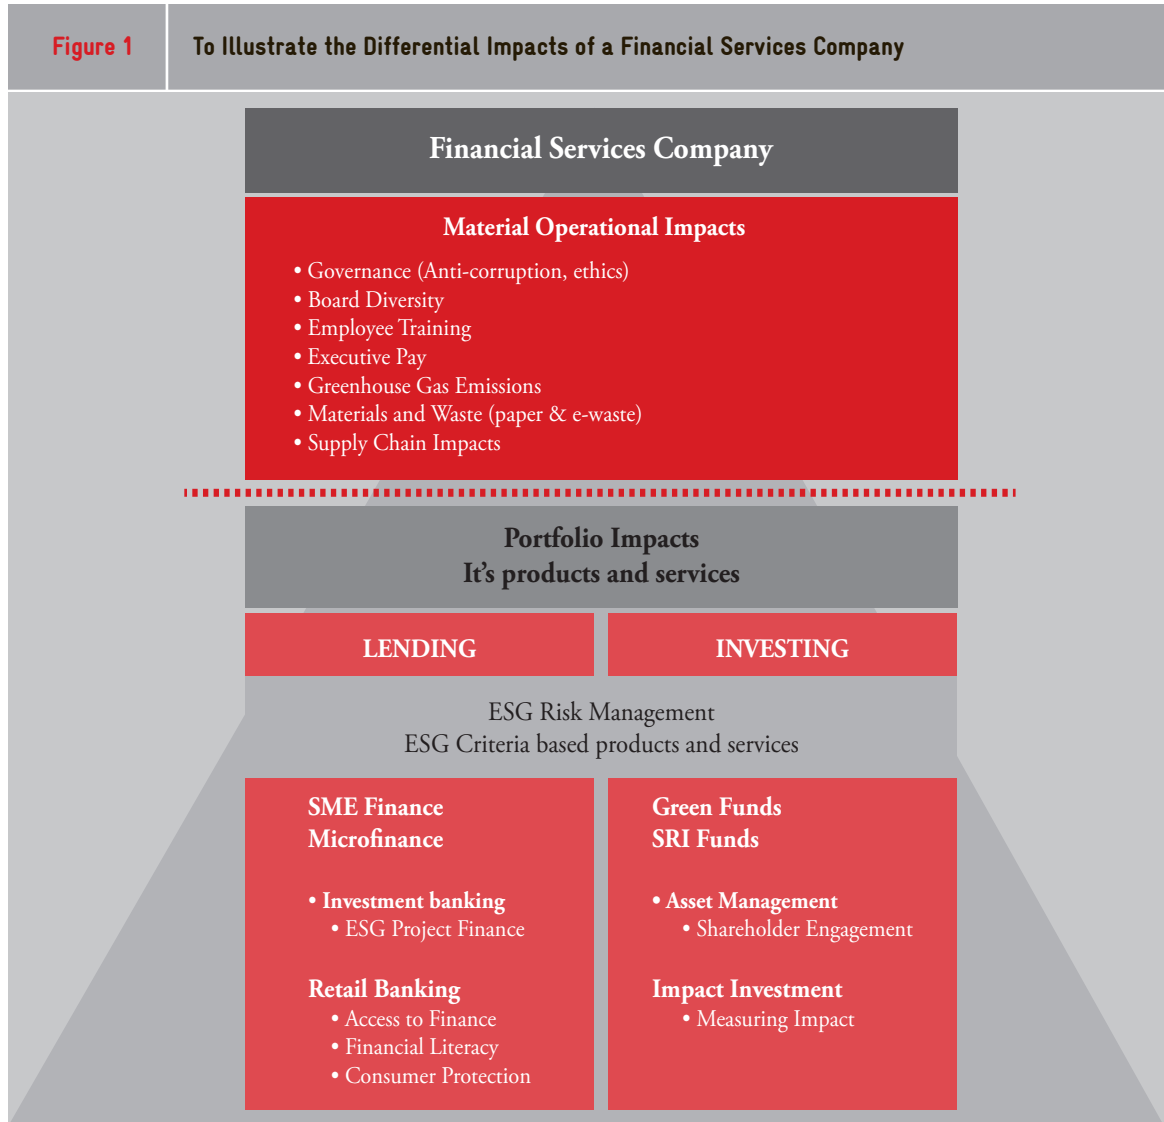 Figure 1
To Illustrate the Differential Impacts of a Financial Services Company
Financial Services Company
Material Operational Impacts
• Governance (Anti-corruption, ethics)
• Board Diversity
• Employee Training
• Executive Pay
• Greenhouse Gas Emissions
• Materials and Waste (paper & e-waste)
• Supply Chain Impacts
Portfolio Impacts
It's products and services
LENDING
INVESTING
ESG Risk Management
ESG Criteria based products and services
SME Finance
Microfinance
• Investment banking
• ESG Project Finance
Retail Banking
• Access to Finance
• Financial Literacy
• Consumer Protection
Green Funds
SRI Funds
• Asset Management
• Shareholder Engagement
Impact Investment
• Measuring Impact